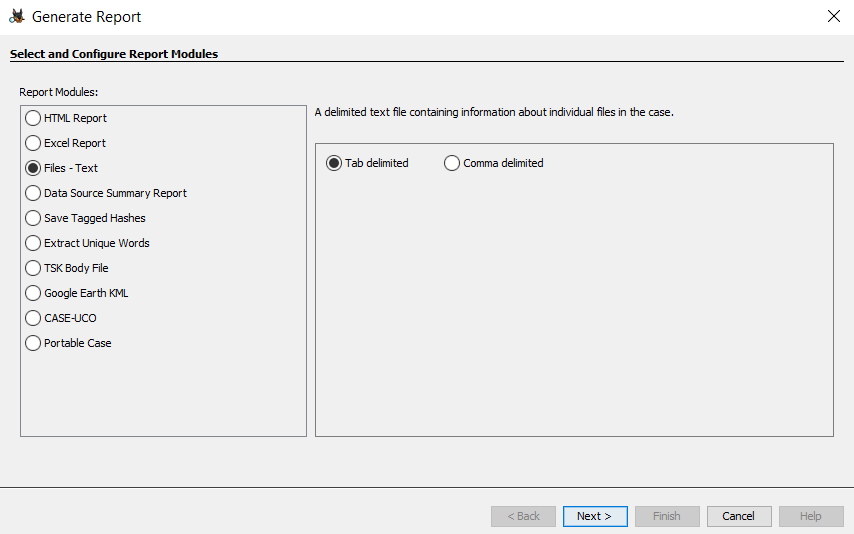 Generate Report
Select and Configure Report Modules
Report Modules:
HTML Report
Excel Report
Files - Text
Data Source Summary Report
Save Tagged Hashes
Extract Unique Words
TSK Body File
Google Earth KML
CASE-UCO
Portable Case
A delimited text file containing information about individual files in the case.
Tab delimited Comma delimited
< Back Next > Finish Cancel Help